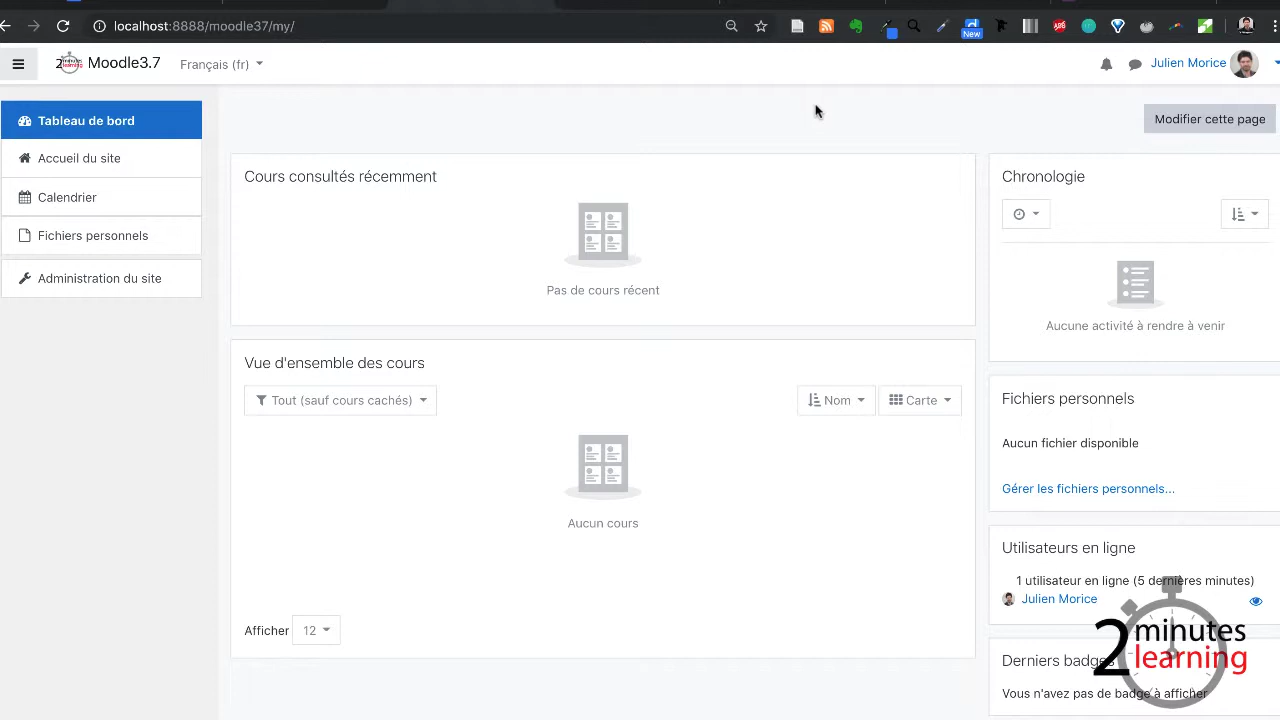 localhost:8888/moodle37/my/
New
2 minutes learning
Moodle3.7
Français (fr)
Julien Morice
Tableau de bord
Accueil du site
Calendrier
Fichiers personnels
Administration du site
Modifier cette page
Cours consultés récemment
Pas de cours récent
Vue d'ensemble des cours
Tout (sauf cours cachés)
Nom
Carte
Aucun cours
Afficher 12
Chronologie
Aucune activité à rendre à venir
Fichiers personnels
Aucun fichier disponible
Gérer les fichiers personnels...
Utilisateurs en ligne
1 utilisateur en ligne (5 dernières minutes)
Julien Morice
Derniers badges
Vous n'avez pas de badge à afficher
2 minutes
learning